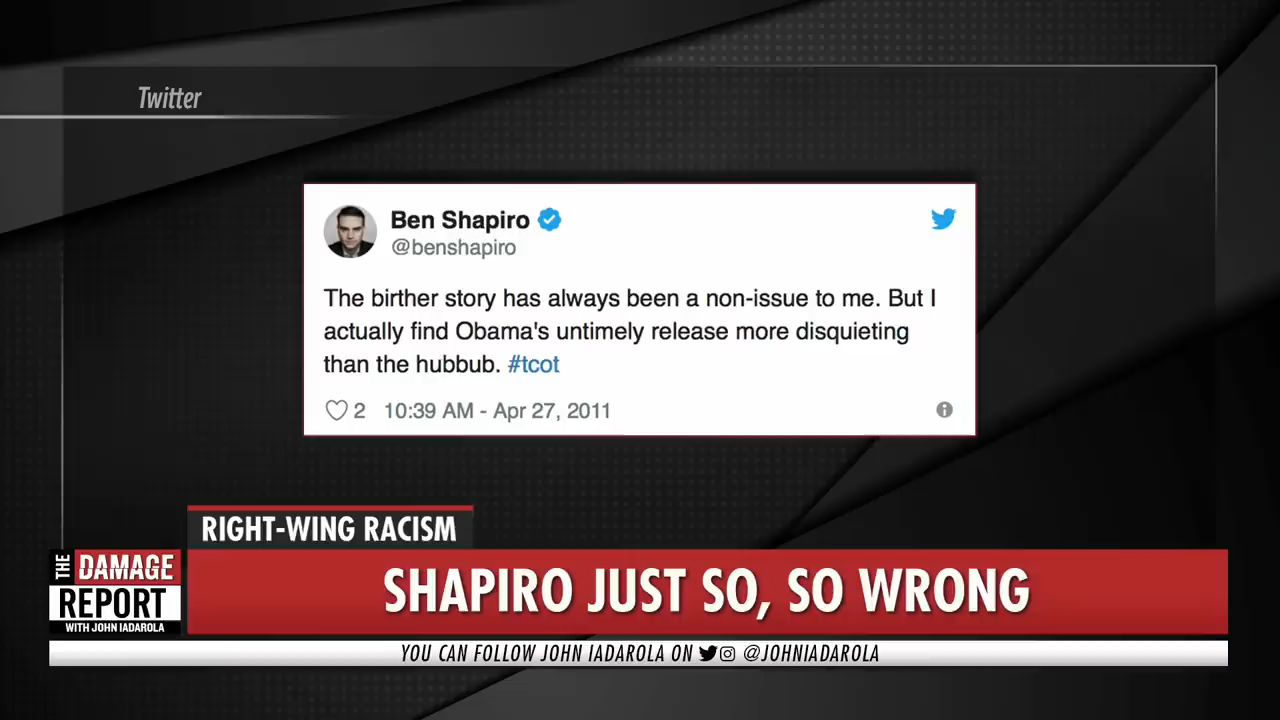 Twitter
Ben Shapiro
@benshapiro
The birther story has always been a non-issue to me. But I
actually find Obama's untimely release more disquieting
than the hubbub. #tcot
2 10:39 AM - Apr 27, 2011
RIGHT-WING RACISM
THE DAMAGE
REPORT
WITH JOHN IADAROLA
SHAPIRO JUST SO, SO WRONG
YOU CAN FOLLOW JOHN IADAROLA ON @JOHNIADAROLA